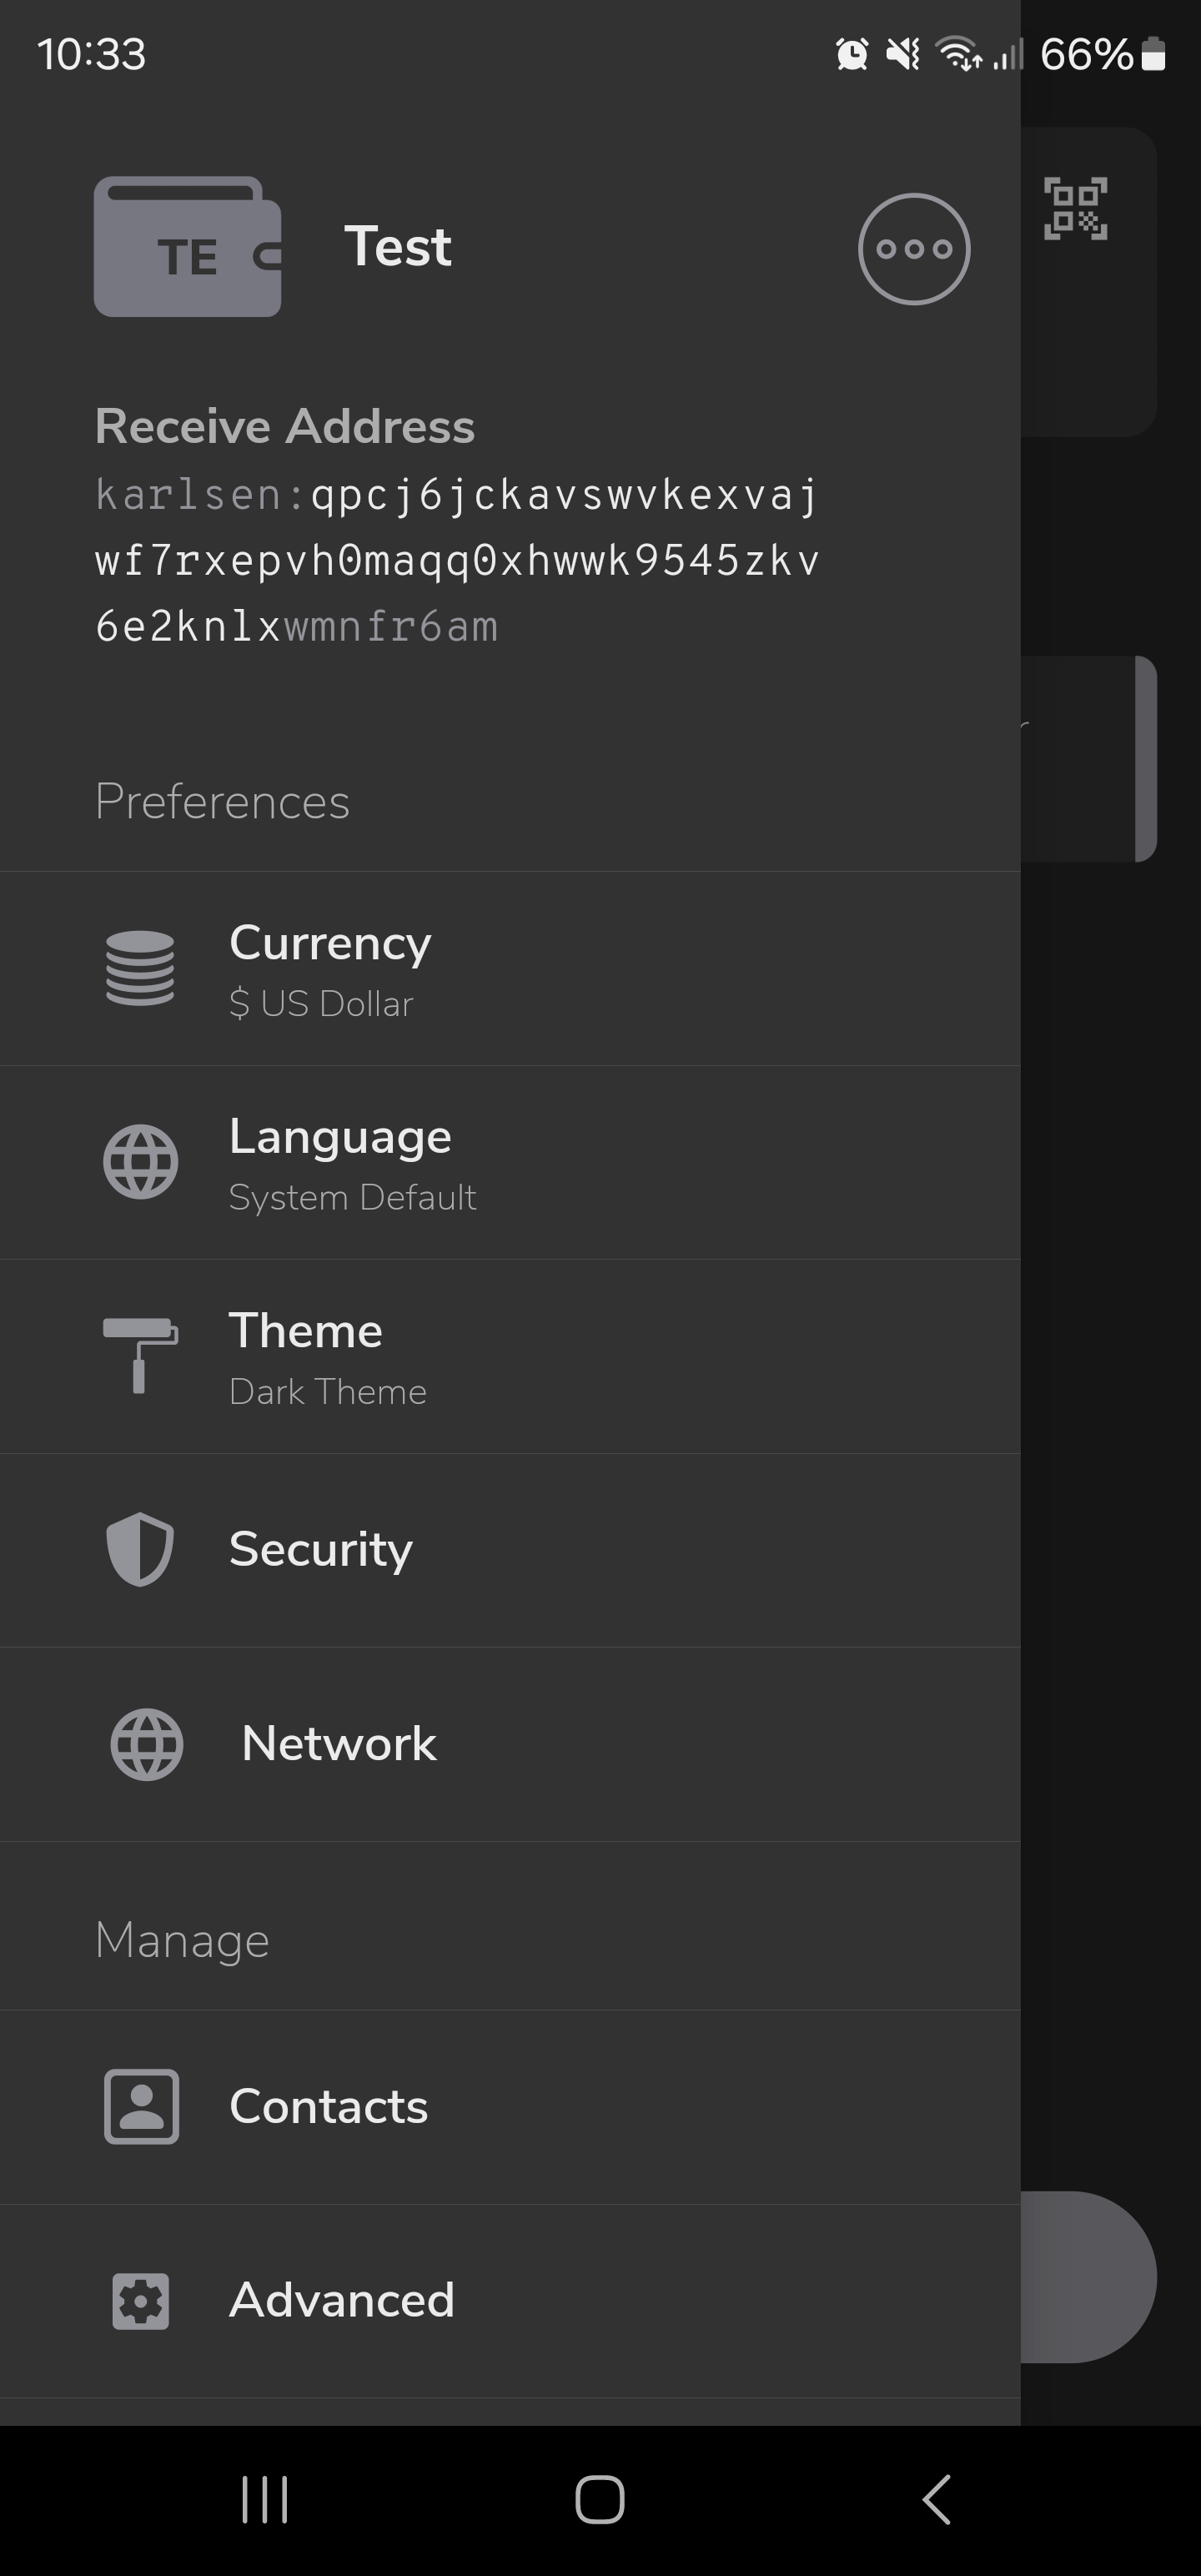 10:33
66%
TE
Test
Receive Address
karlsen:qpcj6jckavswvkexvaj
wf7rxepvh0maqq0xhwwk9545zkv
6e2knlxwmnfr6am
r
Preferences
Currency
$ US Dollar
Language
System Default
Theme
Dark Theme
Security
Network
Manage
Contacts
Advanced